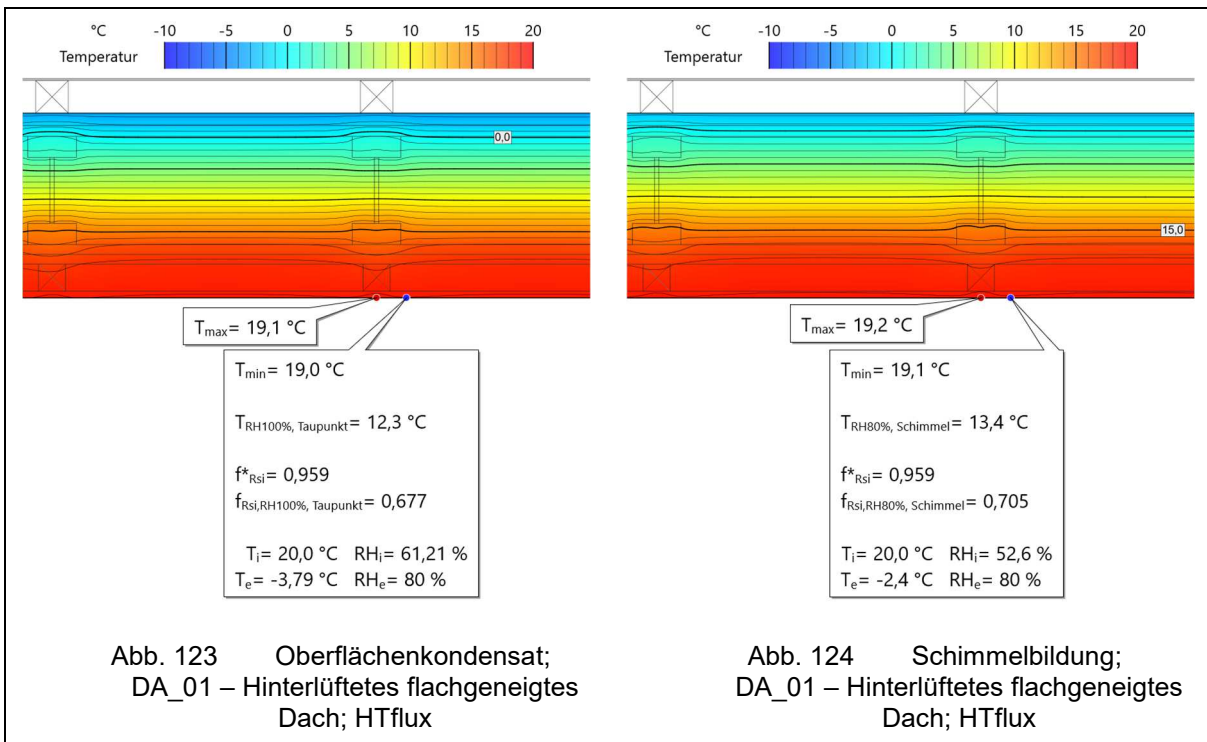 °C -10 -5 0 5 10 15 20
Temperatur
0,0
Tmax= 19,1 °C
Tmin= 19,0 °C
TRH100%, Taupunkt= 12,3 °C
f*Rsi= 0,959
fRsi,RH100%, Taupunkt= 0,677
Ti= 20,0 °C RHi= 61,21 %
Te= -3,79 °C RHe= 80 %
Abb. 123 Oberflächenkondensat;
DA_01 – Hinterlüftetes flachgeneigtes
Dach; HTflux
°C -10 -5 0 5 10 15 20
Temperatur
15,0
Tmax= 19,2 °C
Tmin= 19,1 °C
TRH80%, Schimmel= 13,4 °C
f*Rsi= 0,959
fRsi,RH80%, Schimmel= 0,705
Ti= 20,0 °C RHi= 52,6 %
Te= -2,4 °C RHe= 80 %
Abb. 124 Schimmelbildung;
DA_01 – Hinterlüftetes flachgeneigtes
Dach; HTflux